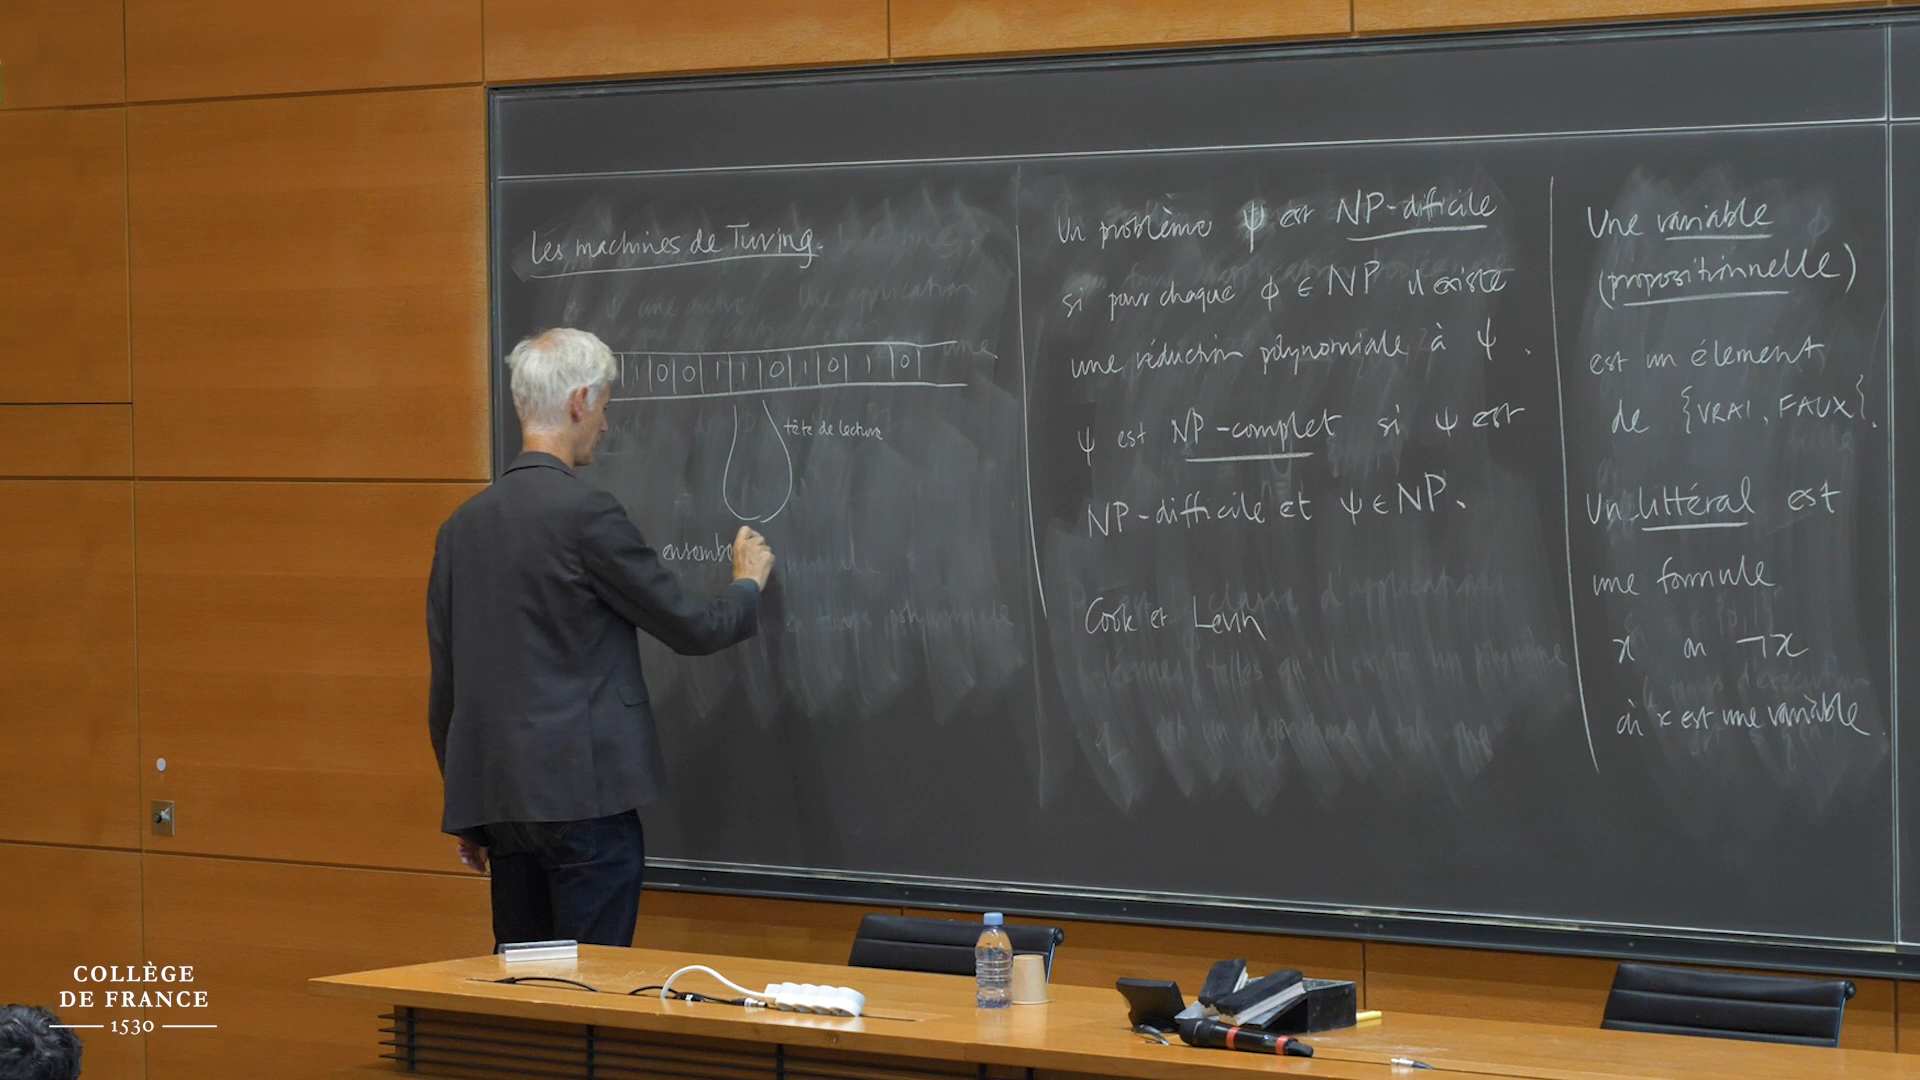 Les machines de Turing.
1 0 0 1 1 0 1 0 1 0
tête de lecture
ensemb
Un problème ψ est NP-difficile
si pour chaque ϕ ∈ NP il existe
une réduction polynomiale à ψ.
ψ est NP-complet si ψ est
NP-difficile et ψ ∈ NP.
Cook et Levin
Une variable
(propositionnelle)
est un élément
de {VRAI, FAUX}.
Un littéral est
une formule
x ou ¬x
où x est une variable
COLLÈGE
DE FRANCE
1530